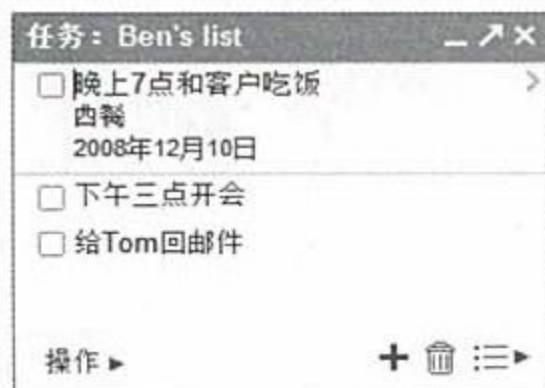 任务：Ben's list
晚上7点和客户吃饭
西餐
2008年12月10日
下午三点开会
给Tom回邮件
操作